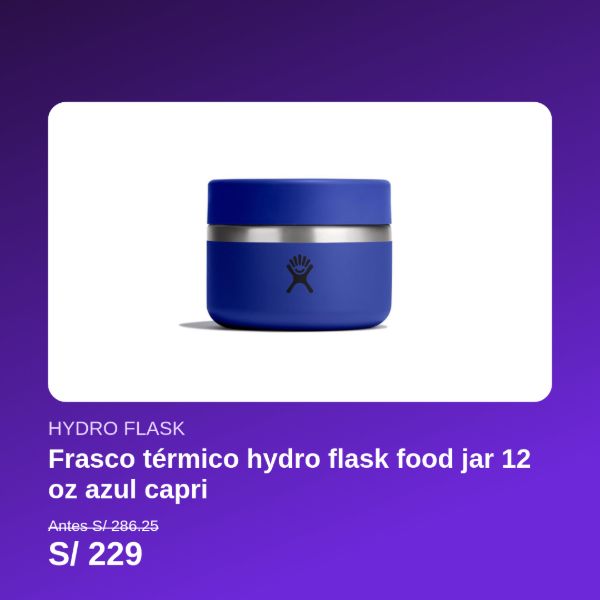 HYDRO FLASK
Frasco térmico hydro flask food jar 12
oz azul capri
Antes S/ 286.25
S/ 229